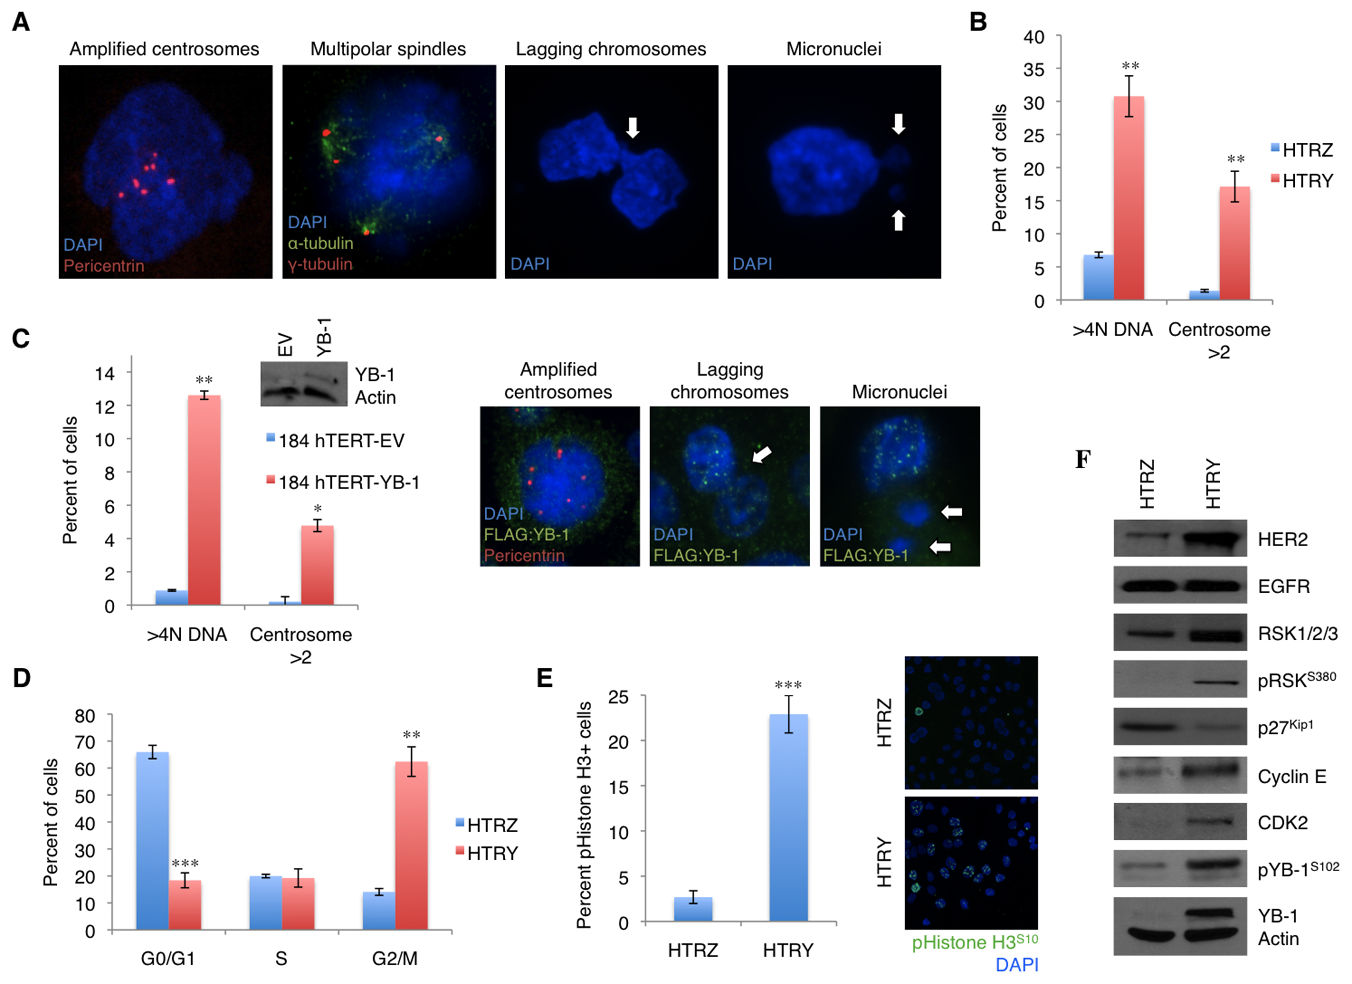 A
Amplified centrosomes
Multipolar spindles
Lagging chromosomes
Micronuclei
DAPI
Pericentrin
DAPI
α-tubulin
γ-tubulin
DAPI
DAPI
B
Percent of cells
40
35
30
25
20
15
10
5
0
**
**
HTRZ
HTRY
>4N DNA
Centrosome
>2
C
Percent of cells
14
12
10
8
6
4
2
0
**
*
EV
YB-1
YB-1
Actin
184 hTERT-EV
184 hTERT-YB-1
>4N DNA
Centrosome
>2
Amplified
centrosomes
Lagging
chromosomes
Micronuclei
DAPI
FLAG:YB-1
Pericentrin
DAPI
FLAG:YB-1
DAPI
FLAG:YB-1
D
Percent of cells
80
70
60
50
40
30
20
10
0
***
**
HTRZ
HTRY
G0/G1
S
G2/M
E
Percent pHistone H3+ cells
25
20
15
10
5
0
***
HTRZ
HTRY
HTRZ
HTRY
pHistone H3S10
DAPI
F
HTRZ
HTRY
HER2
EGFR
RSK1/2/3
pRSKS380
p27Kip1
Cyclin E
CDK2
pYB-1S102
YB-1
Actin